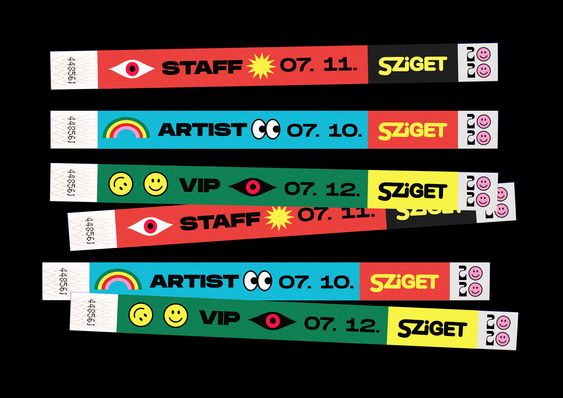 448561 STAFF 07. 11. SZiGET
448561 ARTIST 07. 10. SZiGET
448561 VIP 07. 12. SZiGET
448561 STAFF 07. 11. SZiGET
448561 ARTIST 07. 10. SZiGET
448561 VIP 07. 12. SZiGET